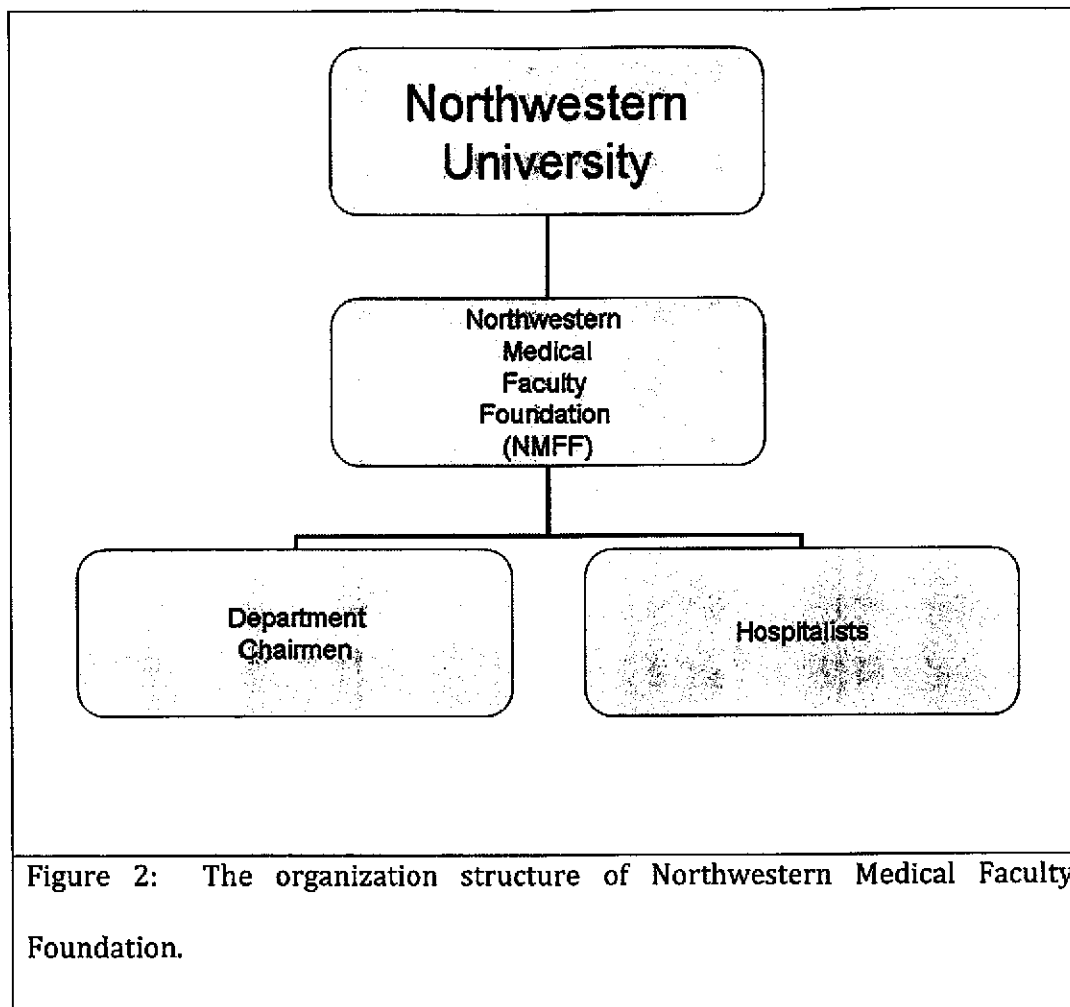 Northwestern
University
Northwestern
Medical
Faculty
Foundation
(NMFF)
Department
Chairmen
Hospitalists
Figure 2: The organization structure of Northwestern Medical Faculty
Foundation.